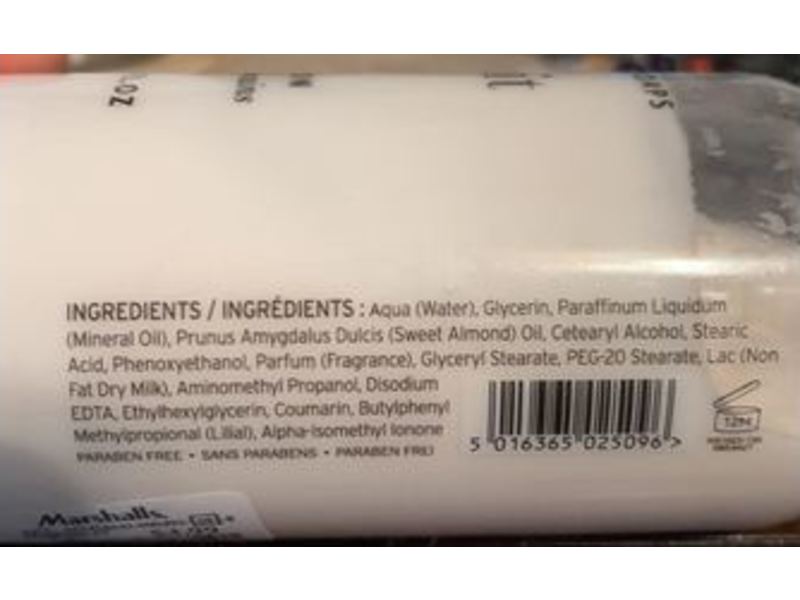 .OZ
it
INGREDIENTS / INGRÉDIENTS : Aqua (Water), Glycerin, Paraffinum Liquidum
(Mineral Oil), Prunus Amygdalus Dulcis (Sweet Almond) Oil, Cetearyl Alcohol, Stearic
Acid, Phenoxyethanol, Parfum (Fragrance), Glyceryl Stearate, PEG-20 Stearate, Lac (Non
Fat Dry Milk), Aminomethyl Propanol, Disodium
EDTA, Ethylhexylglycerin, Coumarin, Butylphenyl
Methylpropional (Lilial), Alpha-Isomethyl Ionone
PARABEN FREE • SANS PARABENS • PARABEN FREI
5 016365 025096 >
12M
Marshalls